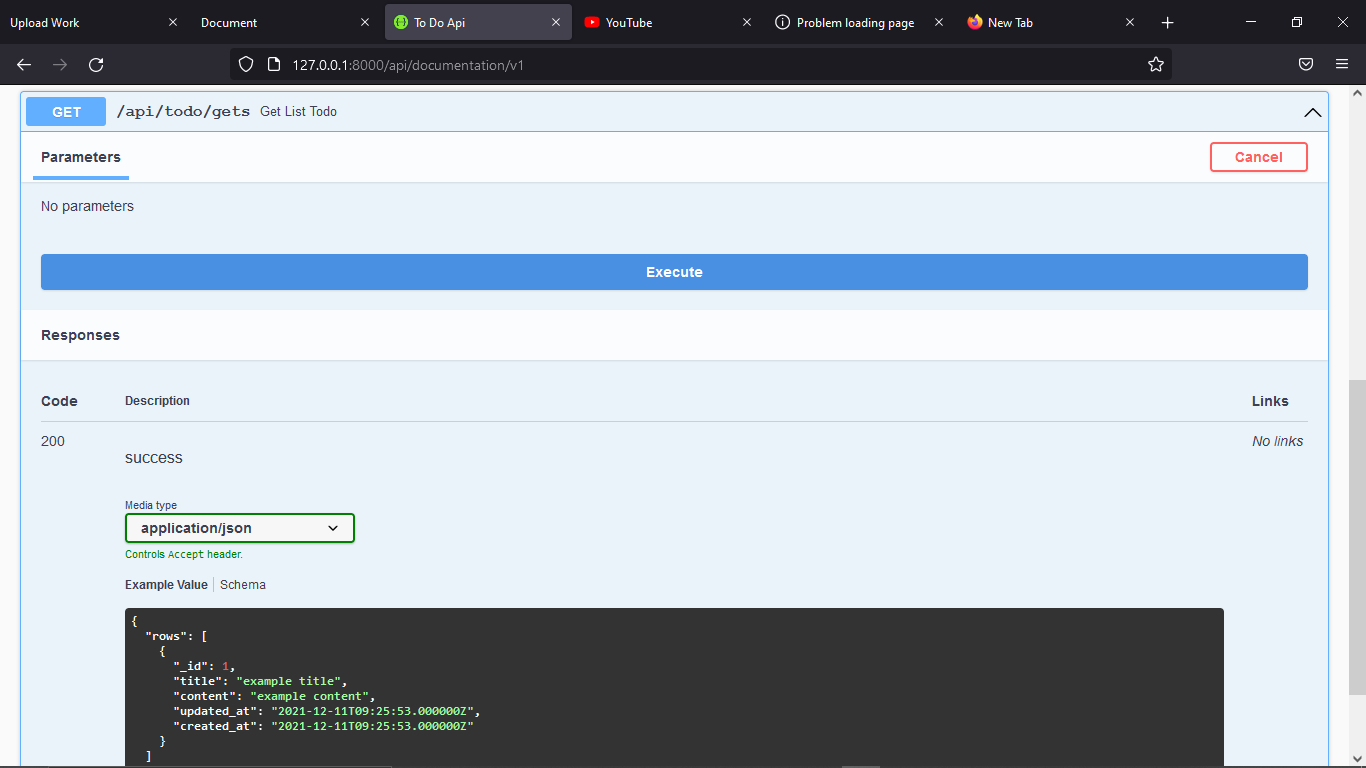 Upload Work Document To Do Api YouTube Problem loading page New Tab
127.0.0.1:8000/api/documentation/v1
GET /api/todo/gets Get List Todo
Parameters Cancel
No parameters
Execute
Responses
Code Description Links
200 No links
success
Media type
application/json
Controls Accept header.
Example Value Schema
{
"rows": [
{
"_id": 1,
"title": "example title",
"content": "example content",
"updated_at": "2021-12-11T09:25:53.000000Z",
"created_at": "2021-12-11T09:25:53.000000Z"
}
]